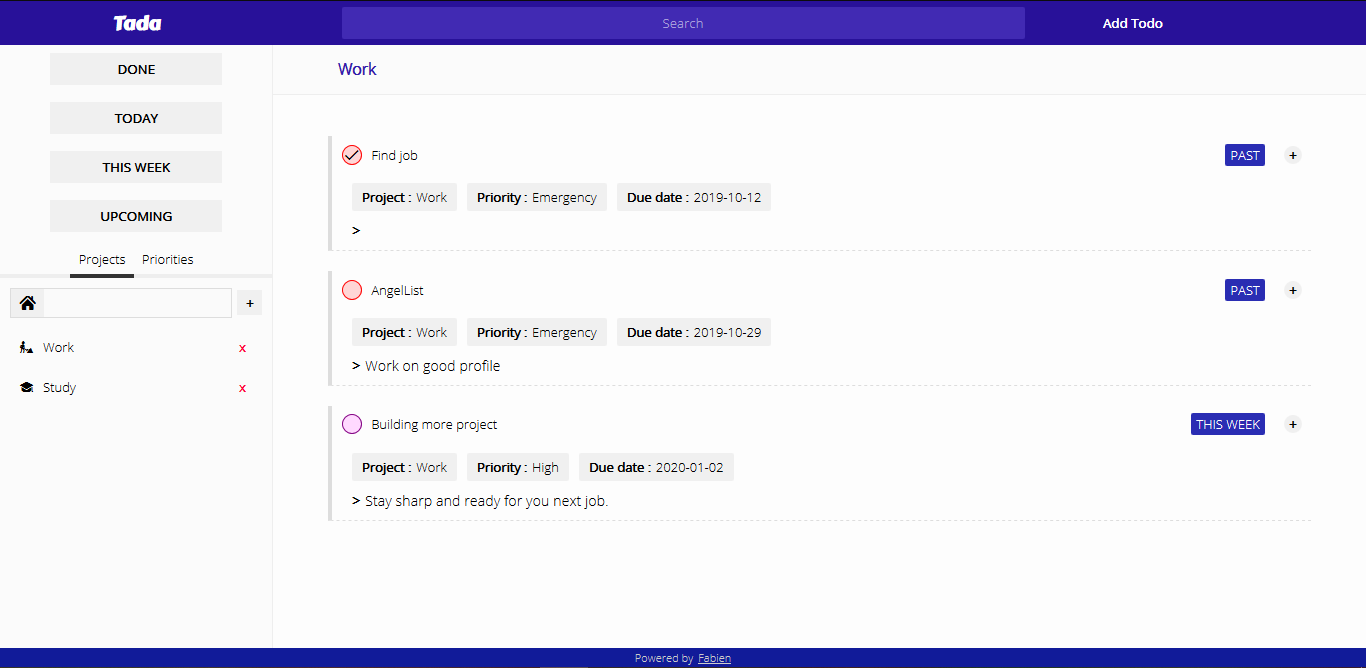 Tada
Search
Add Todo
DONE
TODAY
THIS WEEK
UPCOMING
Projects Priorities
+
Work x
Study x
Work
Find job PAST +
Project : Work Priority : Emergency Due date : 2019-10-12
>
AngelList PAST +
Project : Work Priority : Emergency Due date : 2019-10-29
> Work on good profile
Building more project THIS WEEK +
Project : Work Priority : High Due date : 2020-01-02
> Stay sharp and ready for you next job.
Powered by Fabien